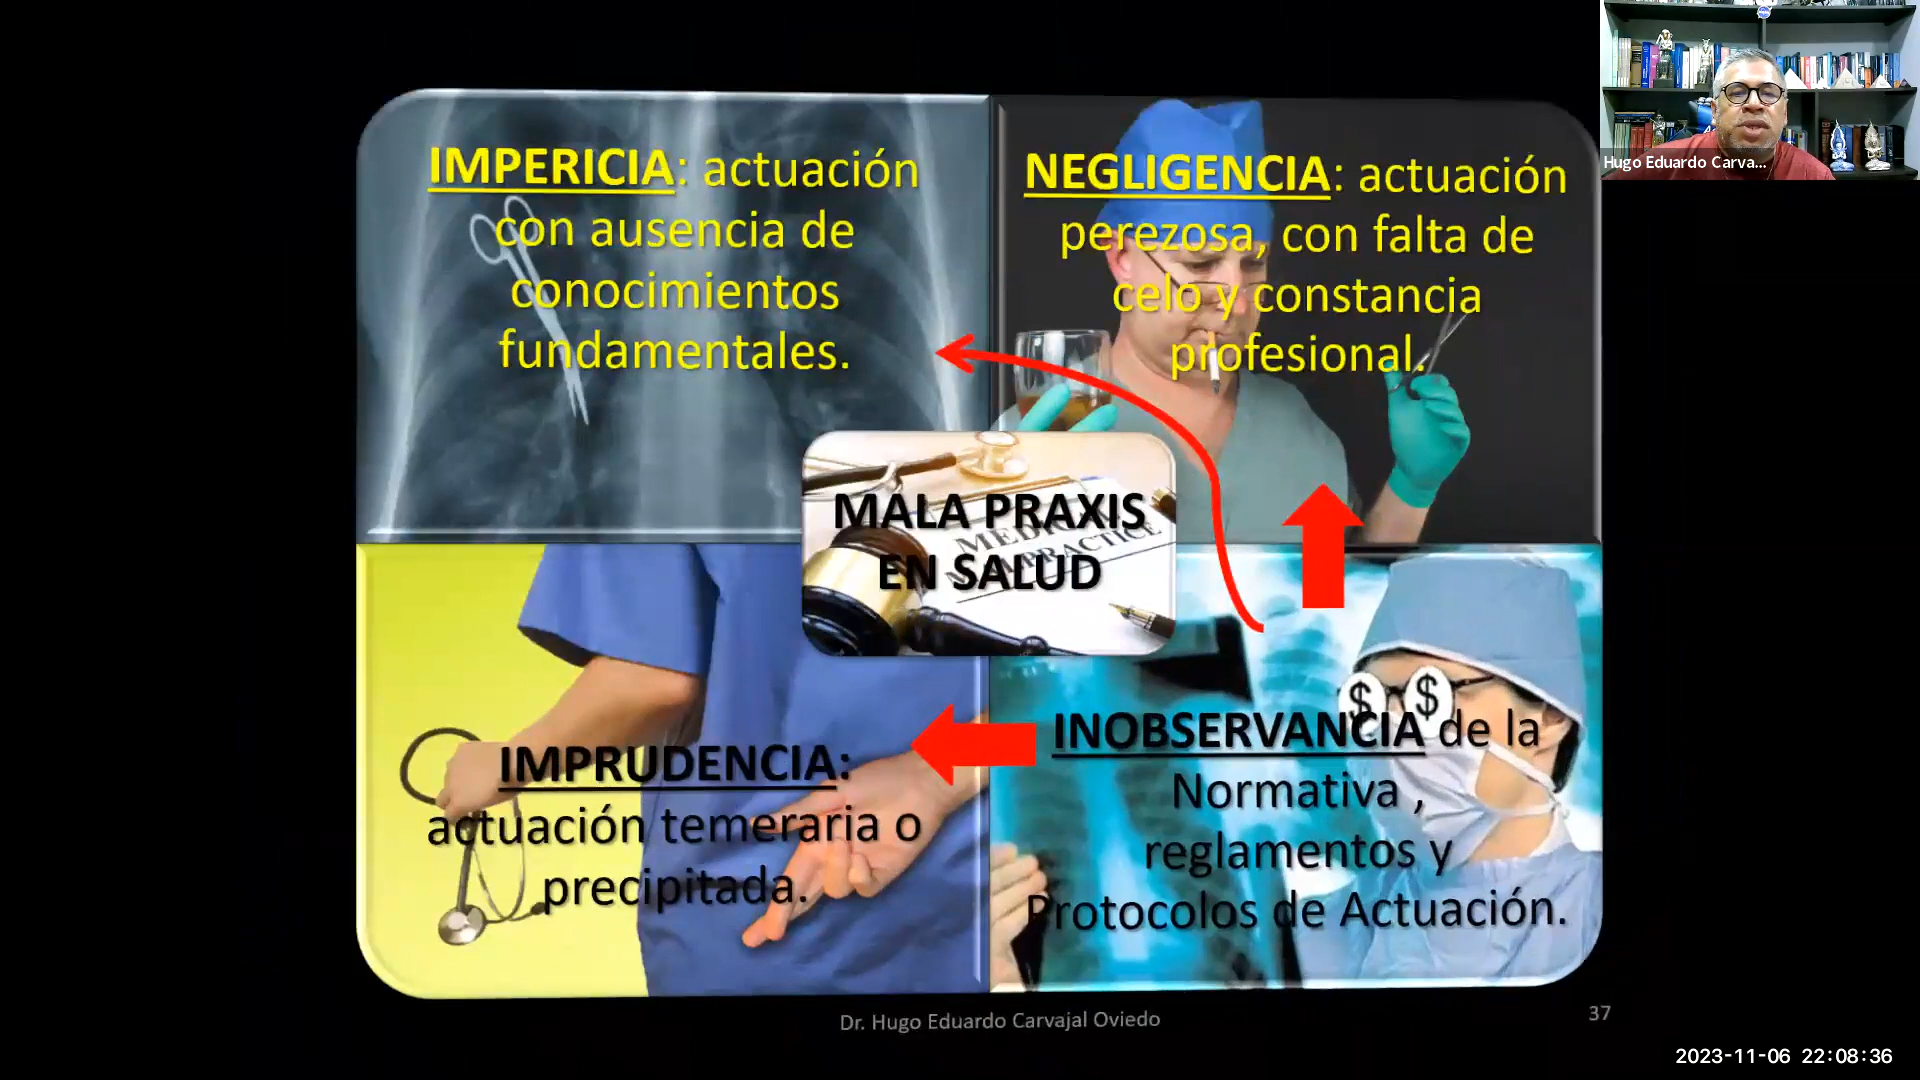 Hugo Eduardo Carva...
IMPERICIA: actuación
con ausencia de
conocimientos
fundamentales.
NEGLIGENCIA: actuación
perezosa, con falta de
celo y constancia
profesional.
MALA PRAXIS
EN SALUD
MEDICAL
MALPRACTICE
IMPRUDENCIA:
actuación temeraria o
precipitada.
$ $
INOBSERVANCIA de la
Normativa ,
reglamentos y
Protocolos de Actuación.
Dr. Hugo Eduardo Carvajal Oviedo
37
2023-11-06 22:08:36